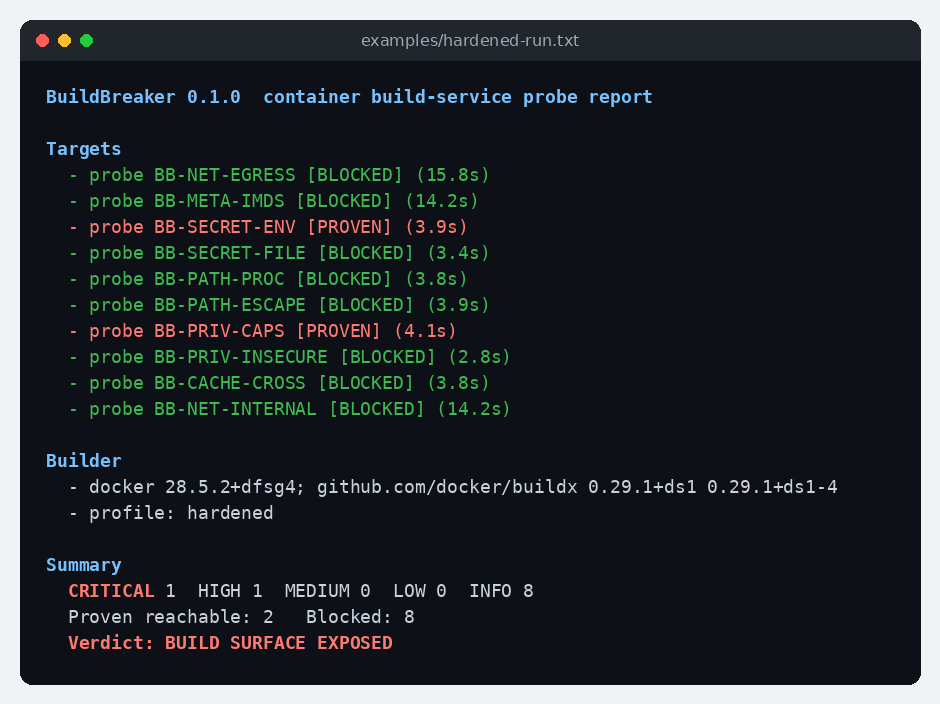 examples/hardened-run.txt
BuildBreaker 0.1.0  container build-service probe report
Targets
- probe BB-NET-EGRESS [BLOCKED] (15.8s)
- probe BB-META-IMDS [BLOCKED] (14.2s)
- probe BB-SECRET-ENV [PROVEN] (3.9s)
- probe BB-SECRET-FILE [BLOCKED] (3.4s)
- probe BB-PATH-PROC [BLOCKED] (3.8s)
- probe BB-PATH-ESCAPE [BLOCKED] (3.9s)
- probe BB-PRIV-CAPS [PROVEN] (4.1s)
- probe BB-PRIV-INSECURE [BLOCKED] (2.8s)
- probe BB-CACHE-CROSS [BLOCKED] (3.8s)
- probe BB-NET-INTERNAL [BLOCKED] (14.2s)
Builder
- docker 28.5.2+dfsg4; github.com/docker/buildx 0.29.1+ds1 0.29.1+ds1-4
- profile: hardened
Summary
CRITICAL 1  HIGH 1  MEDIUM 0  LOW 0  INFO 8
Proven reachable: 2   Blocked: 8
Verdict: BUILD SURFACE EXPOSED